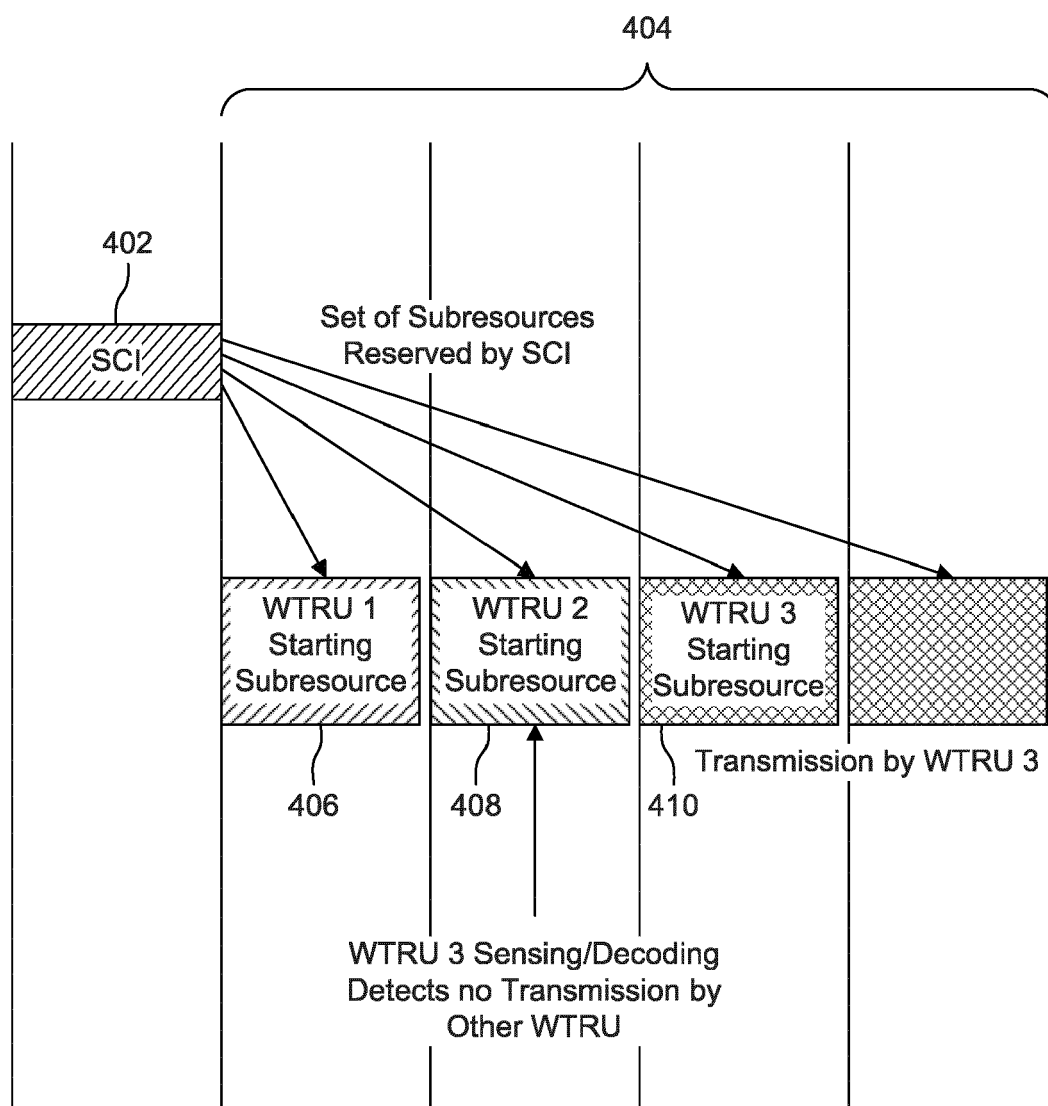 404
402
SCI
Set of Subresources
Reserved by SCI
WTRU 1
Starting
Subresource
WTRU 2
Starting
Subresource
WTRU 3
Starting
Subresource
406
408
410
Transmission by WTRU 3
WTRU 3 Sensing/Decoding
Detects no Transmission by
Other WTRU